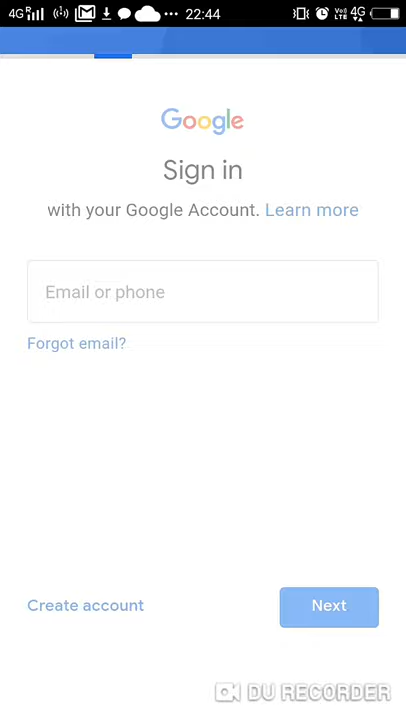 4G R 22:44 VoLTE 4G
Google
Sign in
with your Google Account. Learn more
Email or phone
Forgot email?
Create account Next
DU RECORDER